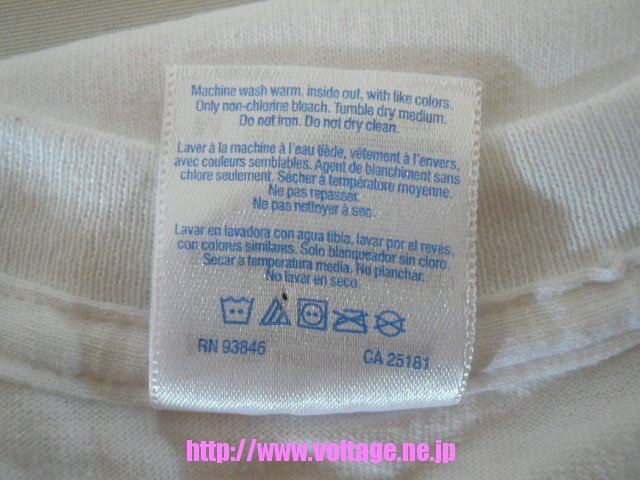 Machine wash warm, inside out, with like colors.
Only non-chlorine bleach. Tumble dry medium.
Do not iron. Do not dry clean.
Laver à la machine à l'eau tiède, vêtement à l'envers,
avec couleurs semblables. Agent de blanchiment sans
chlore seulement. Sécher à température moyenne.
Ne pas repasser.
Ne pas nettoyer à sec.
Lavar en lavadora con agua tibia, lavar por el revés,
con colores similares. Solo blanqueador sin cloro.
Secar a temperatura media. No planchar.
No lavar en seco.
RN 93846 CA 25181
http://www.voltage.ne.jp